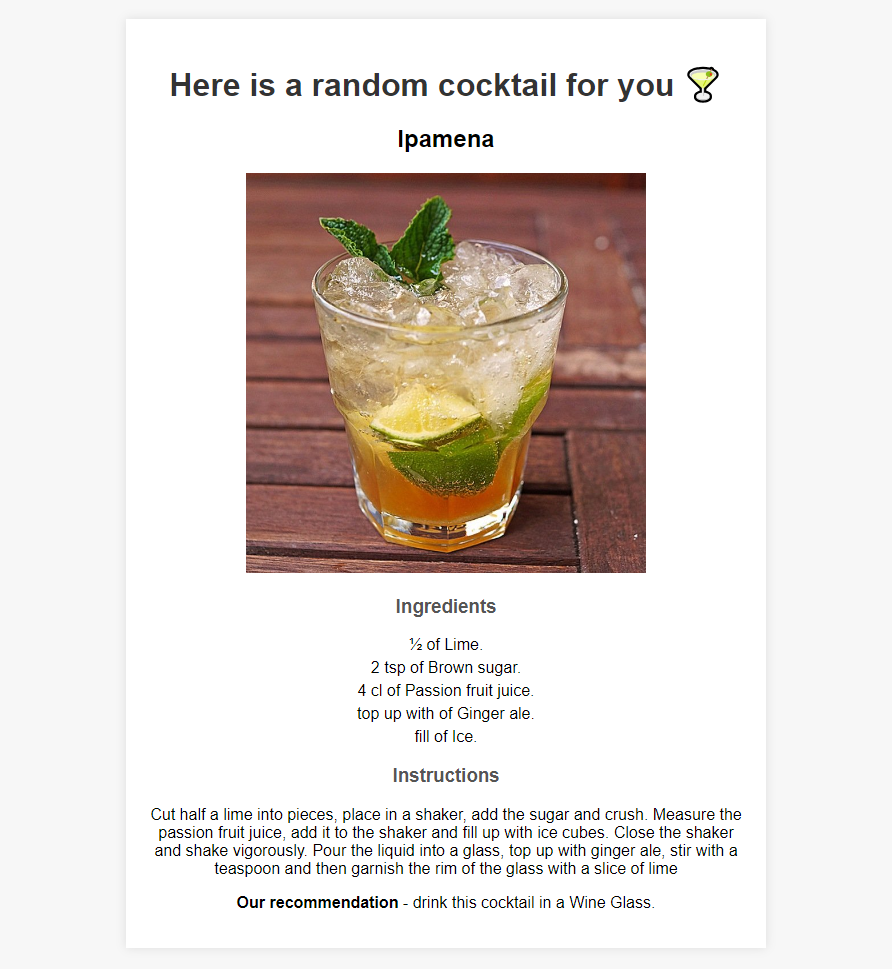 Here is a random cocktail for you 🍸
Ipamena
Ingredients
½ of Lime.
2 tsp of Brown sugar.
4 cl of Passion fruit juice.
top up with of Ginger ale.
fill of Ice.
Instructions
Cut half a lime into pieces, place in a shaker, add the sugar and crush. Measure the
passion fruit juice, add it to the shaker and fill up with ice cubes. Close the shaker
and shake vigorously. Pour the liquid into a glass, top up with ginger ale, stir with a
teaspoon and then garnish the rim of the glass with a slice of lime
Our recommendation - drink this cocktail in a Wine Glass.